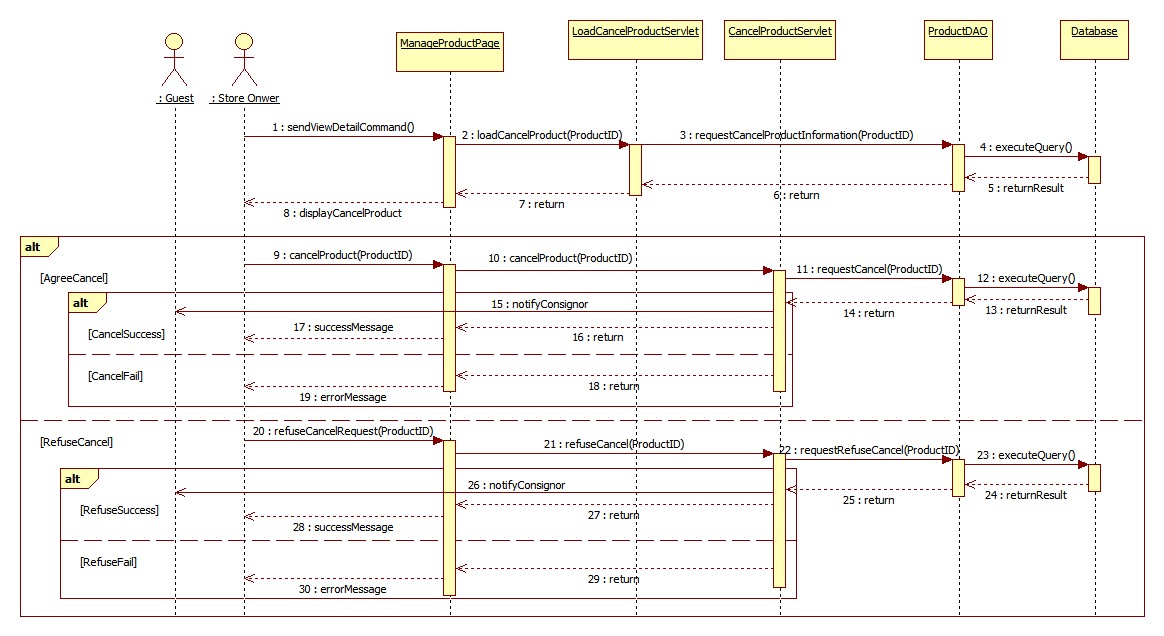 LoadCancelProductServlet
CancelProductServlet
ProductDAO
Database
ManageProductPage
: Guest
: Store Onwer
1 : sendViewDetailCommand()
2 : loadCancelProduct(ProductID)
3 : requestCancelProductInformation(ProductID)
4 : executeQuery()
5 : returnResult
6 : return
7 : return
8 : displayCancelProduct
alt
9 : cancelProduct(ProductID)
10 : cancelProduct(ProductID)
11 : requestCancel(ProductID)
12 : executeQuery()
[AgreeCancel]
alt
13 : returnResult
14 : return
15 : notifyConsignor
16 : return
17 : successMessage
[CancelSuccess]
[CancelFail]
18 : return
19 : errorMessage
[RefuseCancel]
20 : refuseCancelRequest(ProductID)
21 : refuseCancel(ProductID)
22 : requestRefuseCancel(ProductID)
23 : executeQuery()
alt
24 : returnResult
25 : return
26 : notifyConsignor
[RefuseSuccess]
27 : return
28 : successMessage
[RefuseFail]
29 : return
30 : errorMessage